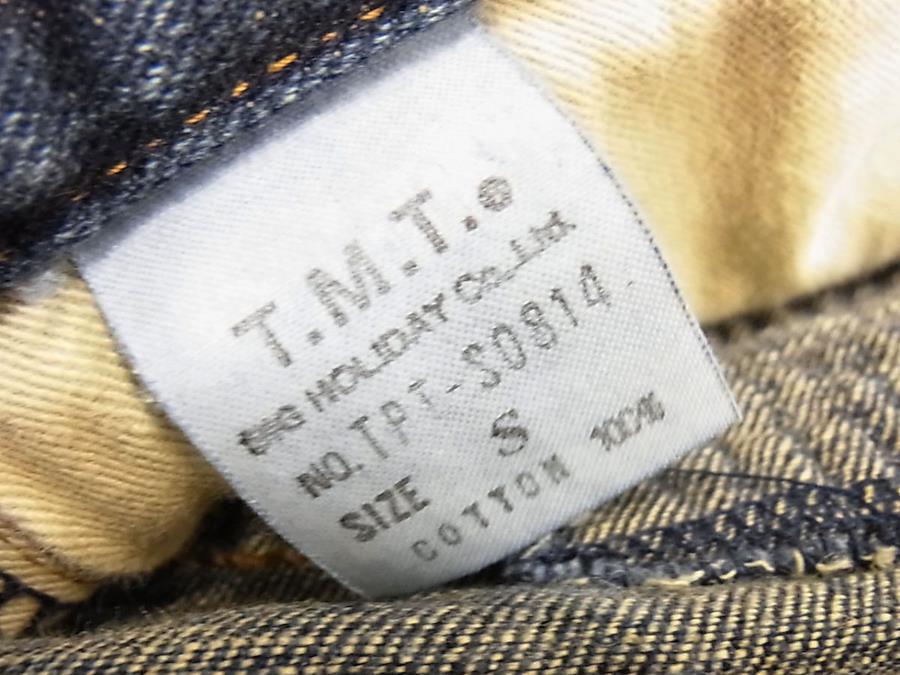 T.M.T.®
BIG HOLIDAY Co.,Ltd.
NO. TPT-S0814
SIZE S
COTTON 100%